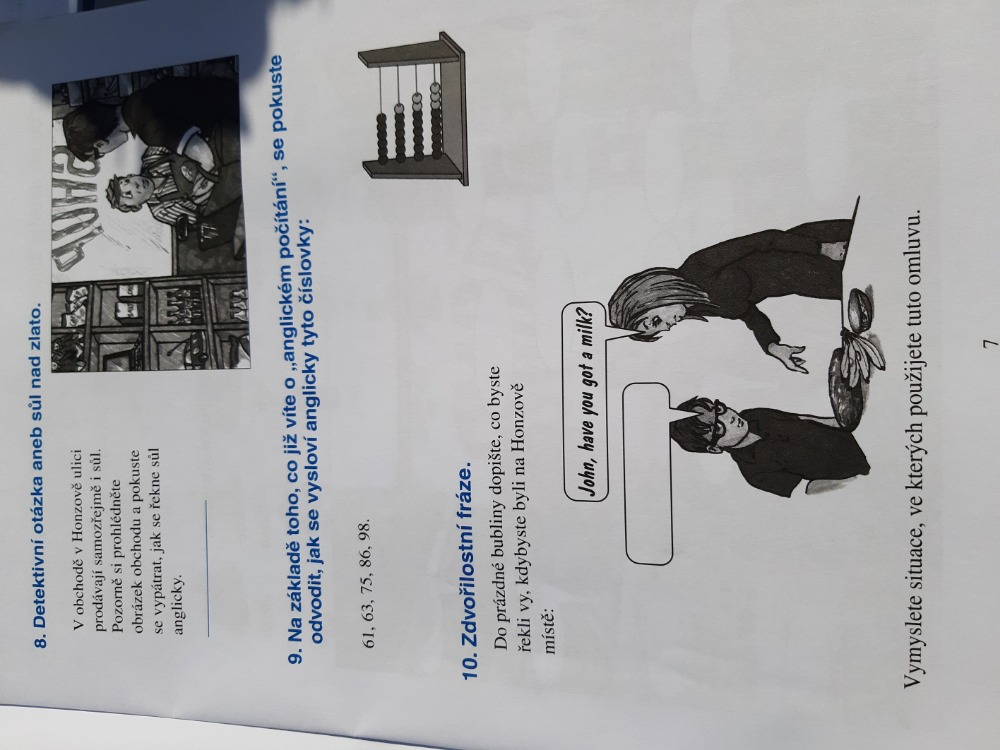 8. Detektivní otázka aneb sůl nad zlato.
V obchodě v Honzově ulici
prodávají samozřejmě i sůl.
Pozorně si prohlédněte
obrázek obchodu a pokuste
se vypátrat, jak se řekne sůl
anglicky.
SHOP
9. Na základě toho, co již víte o „anglickém počítání“, se pokuste
odvodit, jak se vysloví anglicky tyto číslovky:
61, 63, 75, 86, 98.
10. Zdvořilostní fráze.
Do prázdné bubliny dopište, co byste
řekli vy, kdybyste byli na Honzově
místě:
John, have you got a milk?
Vymyslete situace, ve kterých použijete tuto omluvu.
7